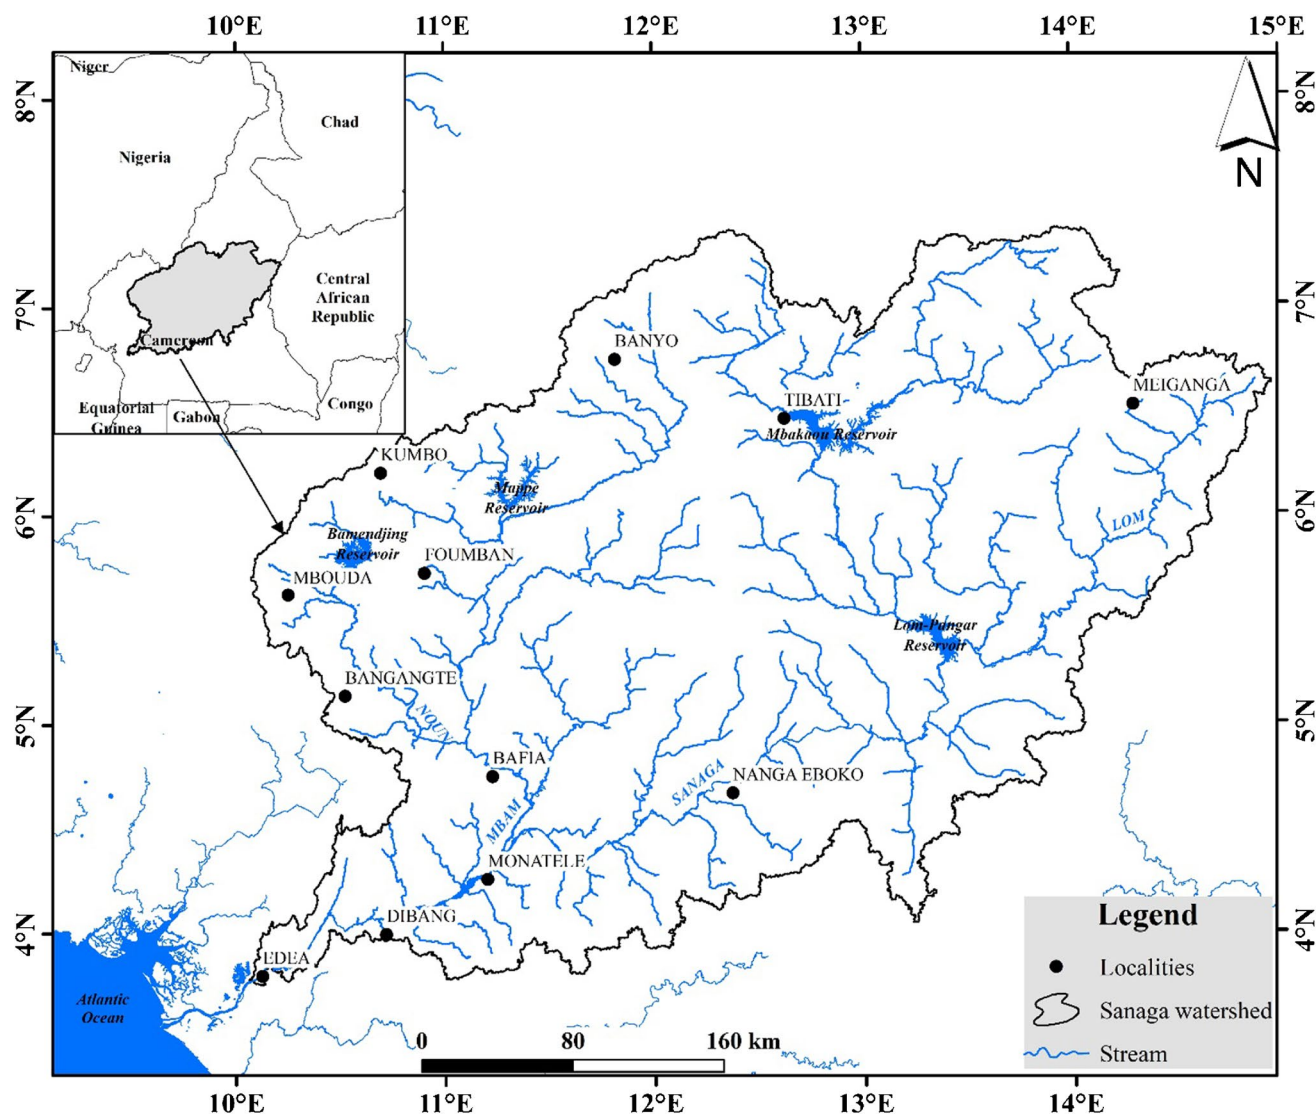 10°E 11°E 12°E 13°E 14°E 15°E
8°N
7°N
6°N
5°N
4°N
8°N
7°N
6°N
5°N
4°N
Niger
Chad
Nigeria
Central
African
Republic
Cameroon
Equatorial
Guinea
Gabon
Congo
N
BANYO
TIBATI
Mbakaou Reservoir
MEIGANGA
KUMBO
Mappe
Reservoir
LOM
Bamendjing
Reservoir
FOUMBAN
MBOUDA
Lom-Pangar
Reservoir
BANGANGTE
NOUN
BAFIA
SANAGA
NANGA EBOKO
MBAM
MONATELE
DIBANG
EDEA
Atlantic
Ocean
Legend
Localities
Sanaga watershed
Stream
0 80 160 km
10°E 11°E 12°E 13°E 14°E